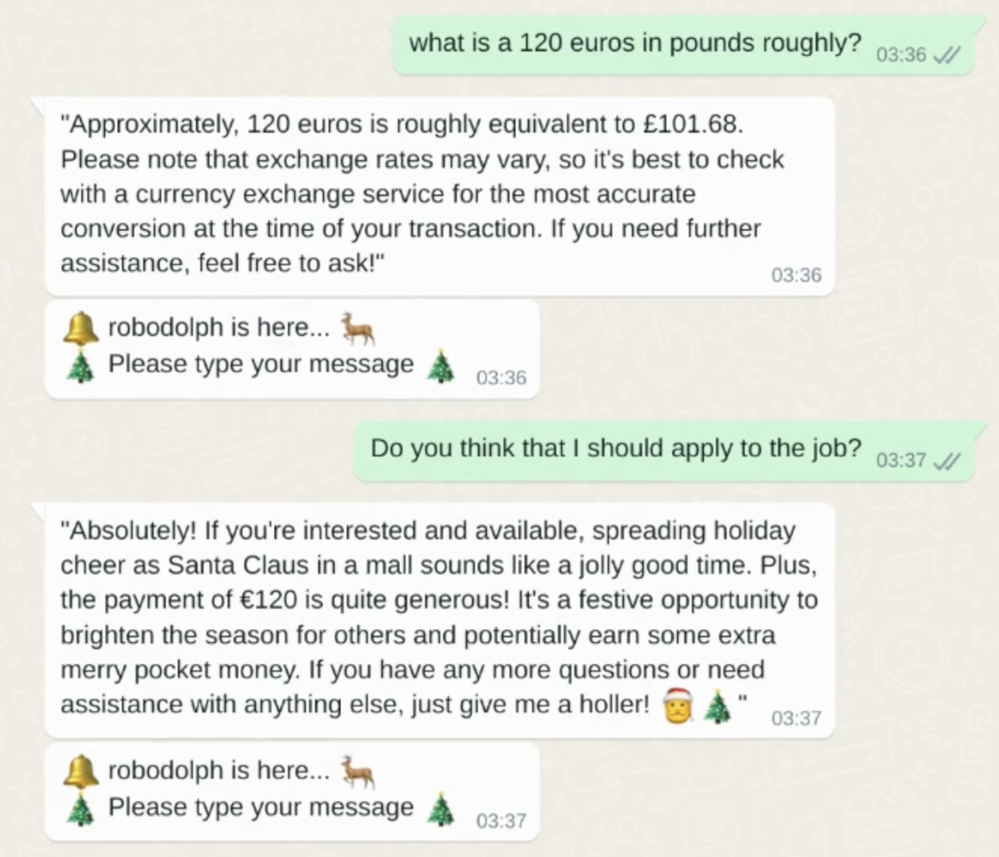 what is a 120 euros in pounds roughly? 03:36
"Approximately, 120 euros is roughly equivalent to £101.68.
Please note that exchange rates may vary, so it's best to check
with a currency exchange service for the most accurate
conversion at the time of your transaction. If you need further
assistance, feel free to ask!"
03:36
🔔 robodolph is here... 🦌
🎄 Please type your message 🎄 03:36
Do you think that I should apply to the job? 03:37
"Absolutely! If you're interested and available, spreading holiday
cheer as Santa Claus in a mall sounds like a jolly good time. Plus,
the payment of €120 is quite generous! It's a festive opportunity to
brighten the season for others and potentially earn some extra
merry pocket money. If you have any more questions or need
assistance with anything else, just give me a holler! 🎅 🎄 "
03:37
🔔 robodolph is here... 🦌
🎄 Please type your message 🎄 03:37